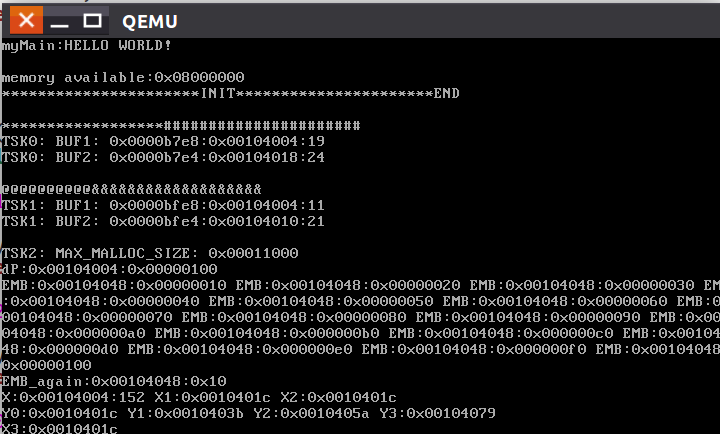 QEMU
myMain:HELLO WORLD!
memory available:0x08000000
**********************INIT**********************END
******************######################
TSK0: BUF1: 0x0000b7e8:0x00104004:19
TSK0: BUF2: 0x0000b7e4:0x00104018:24
@@@@@@@@@@&&&&&&&&&&&&&&&&&&&
TSK1: BUF1: 0x0000bfe8:0x00104004:11
TSK1: BUF2: 0x0000bfe4:0x00104010:21
TSK2: MAX_MALLOC_SIZE: 0x00011000
dP:0x00104004:0x00000100
EMB:0x00104048:0x00000010 EMB:0x00104048:0x00000020 EMB:0x00104048:0x00000030 EM
:0x00104048:0x00000040 EMB:0x00104048:0x00000050 EMB:0x00104048:0x00000060 EMB:0
00104048:0x00000070 EMB:0x00104048:0x00000080 EMB:0x00104048:0x00000090 EMB:0x00
04048:0x000000a0 EMB:0x00104048:0x000000b0 EMB:0x00104048:0x000000c0 EMB:0x00104
48:0x000000d0 EMB:0x00104048:0x000000e0 EMB:0x00104048:0x000000f0 EMB:0x00104048
0x00000100
EMB_again:0x00104048:0x10
X:0x00104004:152 X1:0x0010401c X2:0x0010401c
Y0:0x0010401c Y1:0x0010403b Y2:0x0010405a Y3:0x00104079
X3:0x0010401c